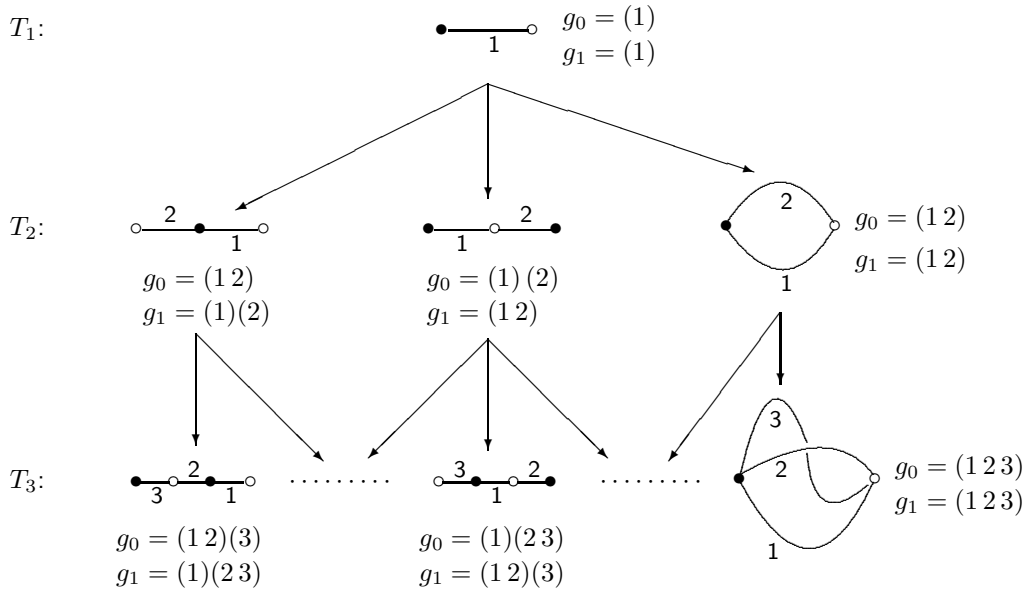 T₁:
g₀ = (1)
1
g₁ = (1)
T₂:
2
1
g₀ = (1 2)
g₁ = (1)(2)
2
1
g₀ = (1) (2)
g₁ = (1 2)
2
1
g₀ = (1 2)
g₁ = (1 2)
T₃:
2
3 1
g₀ = (1 2)(3)
g₁ = (1)(2 3)
........
3 2
1
g₀ = (1)(2 3)
g₁ = (1 2)(3)
........
3
2
1
g₀ = (1 2 3)
g₁ = (1 2 3)